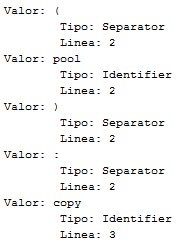 Valor: (
Tipo: Separator
Linea: 2
Valor: pool
Tipo: Identifier
Linea: 2
Valor: )
Tipo: Separator
Linea: 2
Valor: :
Tipo: Separator
Linea: 2
Valor: copy
Tipo: Identifier
Linea: 3